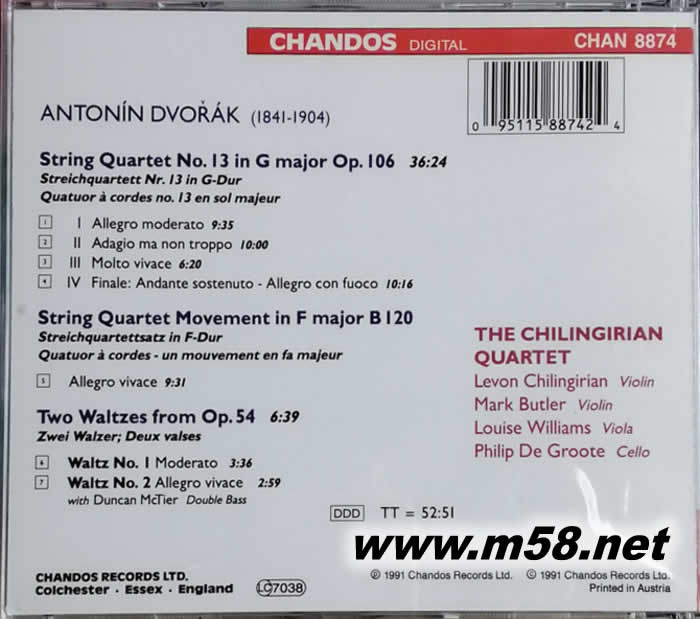 CHANDOS DIGITAL CHAN 8874
0 95115 88742 4
ANTONÍN DVOŘÁK (1841-1904)
String Quartet No. 13 in G major Op. 106 36:24
Streichquartett Nr. 13 in G-Dur
Quatuor à cordes no. 13 en sol majeur
1 I Allegro moderato 9:35
2 II Adagio ma non troppo 10:00
3 III Molto vivace 6:20
4 IV Finale: Andante sostenuto - Allegro con fuoco 10:16
String Quartet Movement in F major B 120
Streichquartettsatz in F-Dur
Quatuor à cordes - un mouvement en fa majeur
5 Allegro vivace 9:31
Two Waltzes from Op. 54 6:39
Zwei Walzer; Deux valses
6 Waltz No. 1 Moderato 3:36
7 Waltz No. 2 Allegro vivace 2:59
with Duncan McTier Double Bass
THE CHILINGIRIAN
QUARTET
Levon Chilingirian Violin
Mark Butler Violin
Louise Williams Viola
Philip De Groote Cello
DDD TT = 52:51
www.m58.net
CHANDOS RECORDS LTD.
Colchester · Essex · England
LC7038
℗ 1991 Chandos Records Ltd. © 1991 Chandos Records Ltd.
Printed in Austria